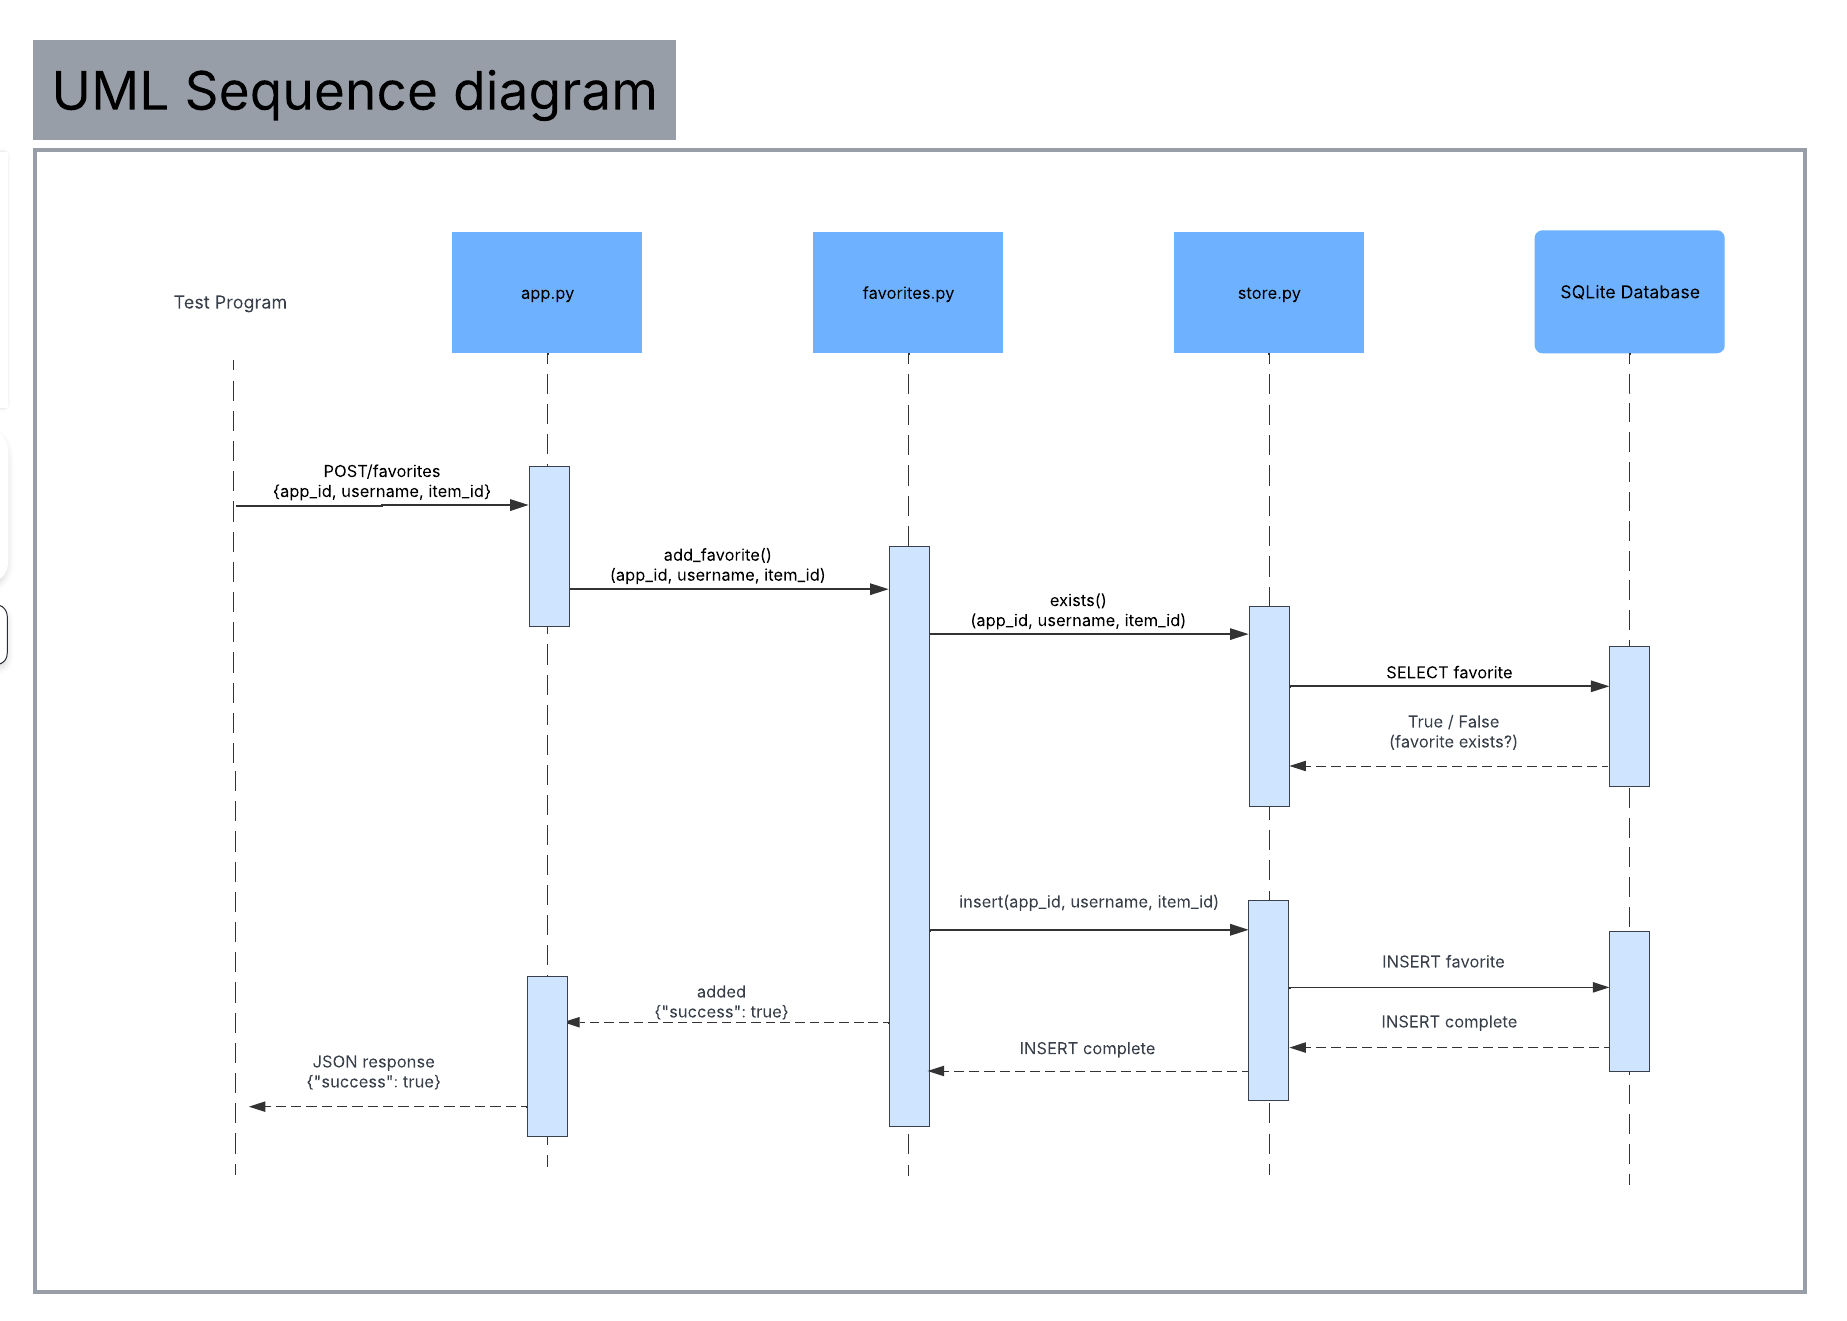 UML Sequence diagram
Test Program
app.py
favorites.py
store.py
SQLite Database
POST/favorites
{app_id, username, item_id}
add_favorite()
(app_id, username, item_id)
exists()
(app_id, username, item_id)
SELECT favorite
True / False
(favorite exists?)
insert(app_id, username, item_id)
INSERT favorite
added
{"success": true}
INSERT complete
INSERT complete
JSON response
{"success": true}